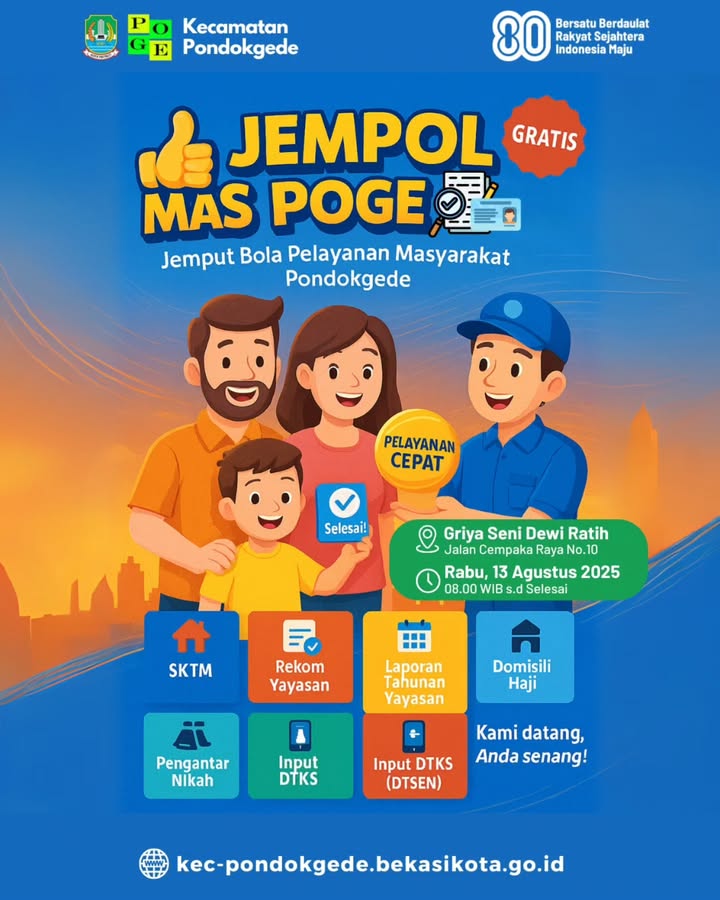 PO
GE
Kecamatan
Pondokgede
80
Bersatu Berdaulat
Rakyat Sejahtera
Indonesia Maju
JEMPOL
GRATIS
MAS POGE
Jemput Bola Pelayanan Masyarakat
Pondokgede
PELAYANAN
CEPAT
Selesai!
Griya Seni Dewi Ratih
Jalan Cempaka Raya No.10
Rabu, 13 Agustus 2025
08.00 WIB s.d Selesai
SKTM
Rekom
Yayasan
Laporan
Tahunan
Yayasan
Domisili
Haji
Pengantar
Nikah
Input
DTKS
Input DTKS
(DTSEN)
Kami datang,
Anda senang!
kec-pondokgede.bekasikota.go.id